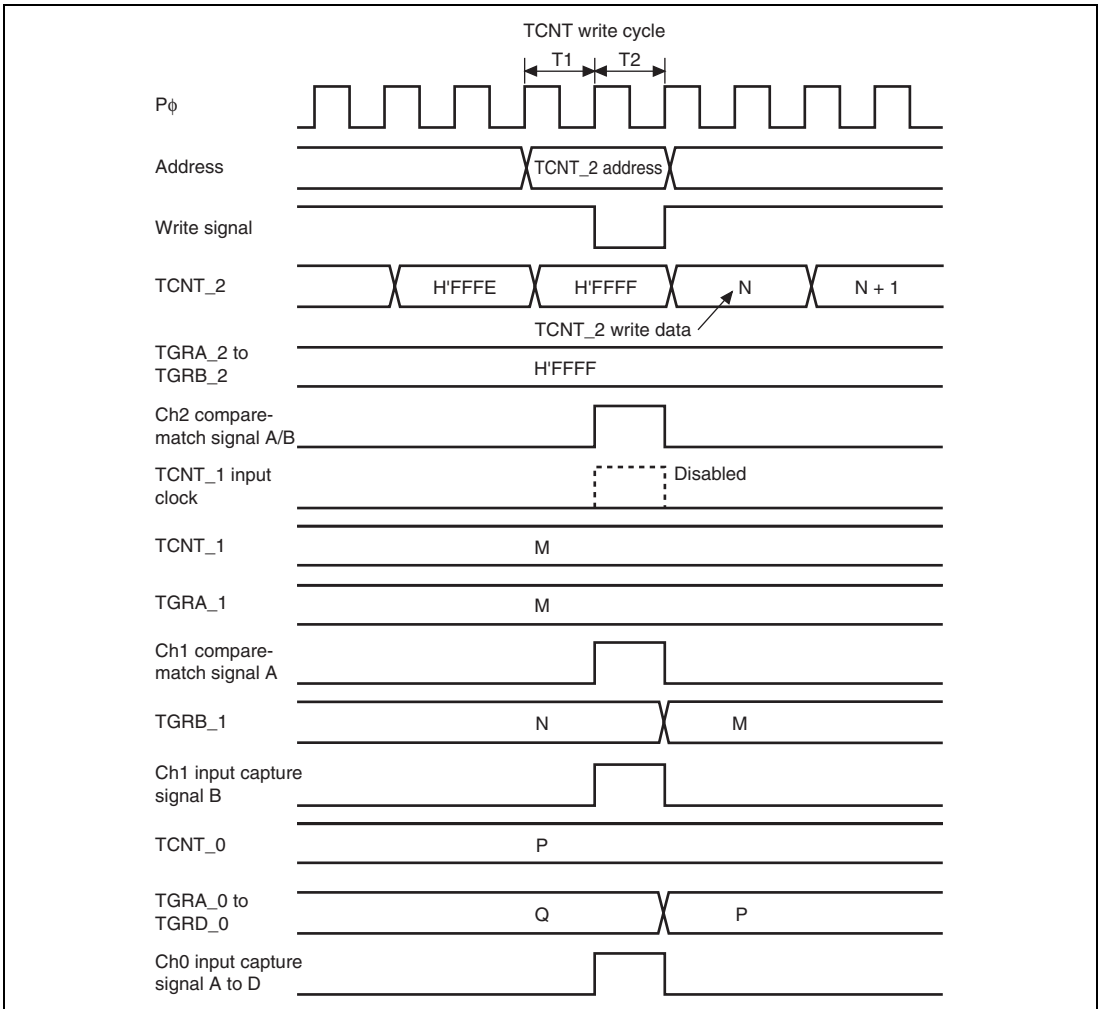 TCNT write cycle
T1 T2
Pϕ
Address
TCNT_2 address
Write signal
TCNT_2
H'FFFE
H'FFFF
N
N + 1
TCNT_2 write data
TGRA_2 to
TGRB_2
H'FFFF
Ch2 compare-
match signal A/B
TCNT_1 input
clock
Disabled
TCNT_1
M
TGRA_1
M
Ch1 compare-
match signal A
TGRB_1
N
M
Ch1 input capture
signal B
TCNT_0
P
TGRA_0 to
TGRD_0
Q
P
Ch0 input capture
signal A to D